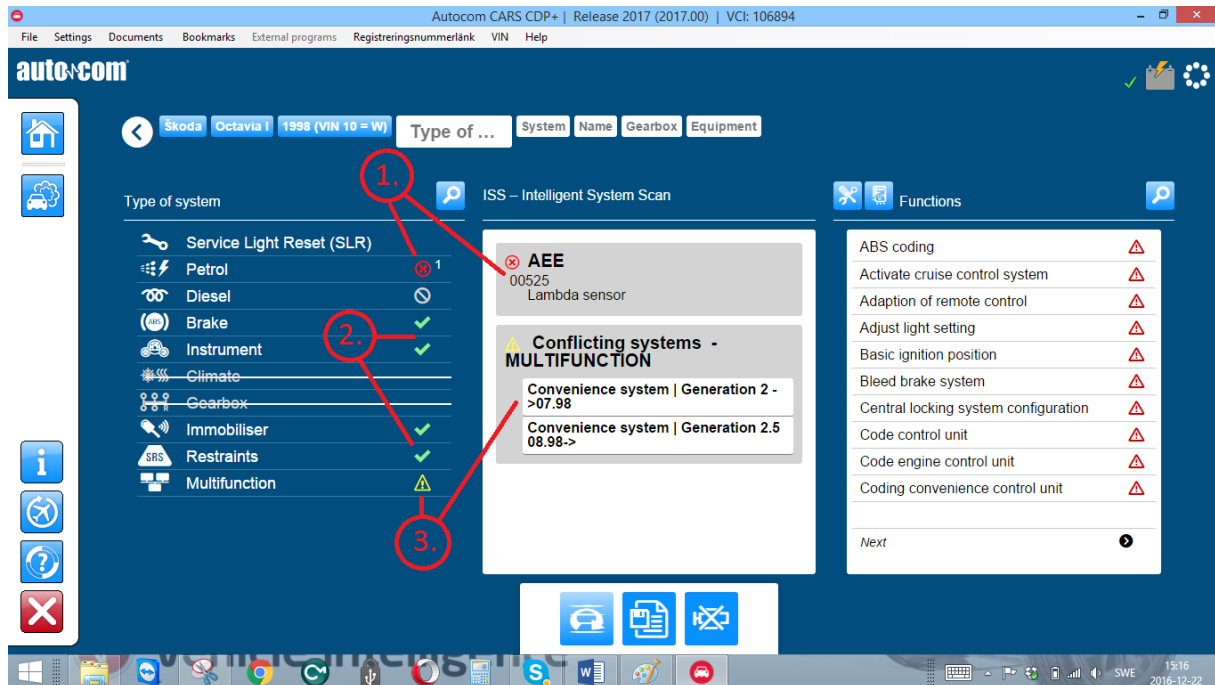 Autocom CARS CDP+ | Release 2017 (2017.00) | VCI: 106894
File Settings Documents Bookmarks External programs Registreringsnummerlänk VIN Help
autocom
Škoda Octavia I 1998 (VIN 10 = W) Type of ... System Name Gearbox Equipment
1.
Type of system
Service Light Reset (SLR)
Petrol 1
Diesel
ABS Brake
2.
Instrument
Climate
Gearbox
Immobiliser
SRS Restraints
Multifunction
3.
ISS – Intelligent System Scan
AEE
00525
Lambda sensor
Conflicting systems -
MULTIFUNCTION
Convenience system | Generation 2 -
>07.98
Convenience system | Generation 2.5
08.98->
Functions
ABS coding
Activate cruise control system
Adaption of remote control
Adjust light setting
Basic ignition position
Bleed brake system
Central locking system configuration
Code control unit
Code engine control unit
Coding convenience control unit
Next
SWE
15:16
2016-12-22